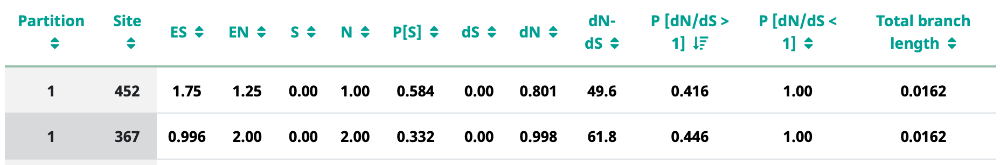 Partition Site ES EN S N P[S] dS dN dN-dS P [dN/dS > 1] P [dN/dS < 1] Total branch length
1 452 1.75 1.25 0.00 1.00 0.584 0.00 0.801 49.6 0.416 1.00 0.0162
1 367 0.996 2.00 0.00 2.00 0.332 0.00 0.998 61.8 0.446 1.00 0.0162